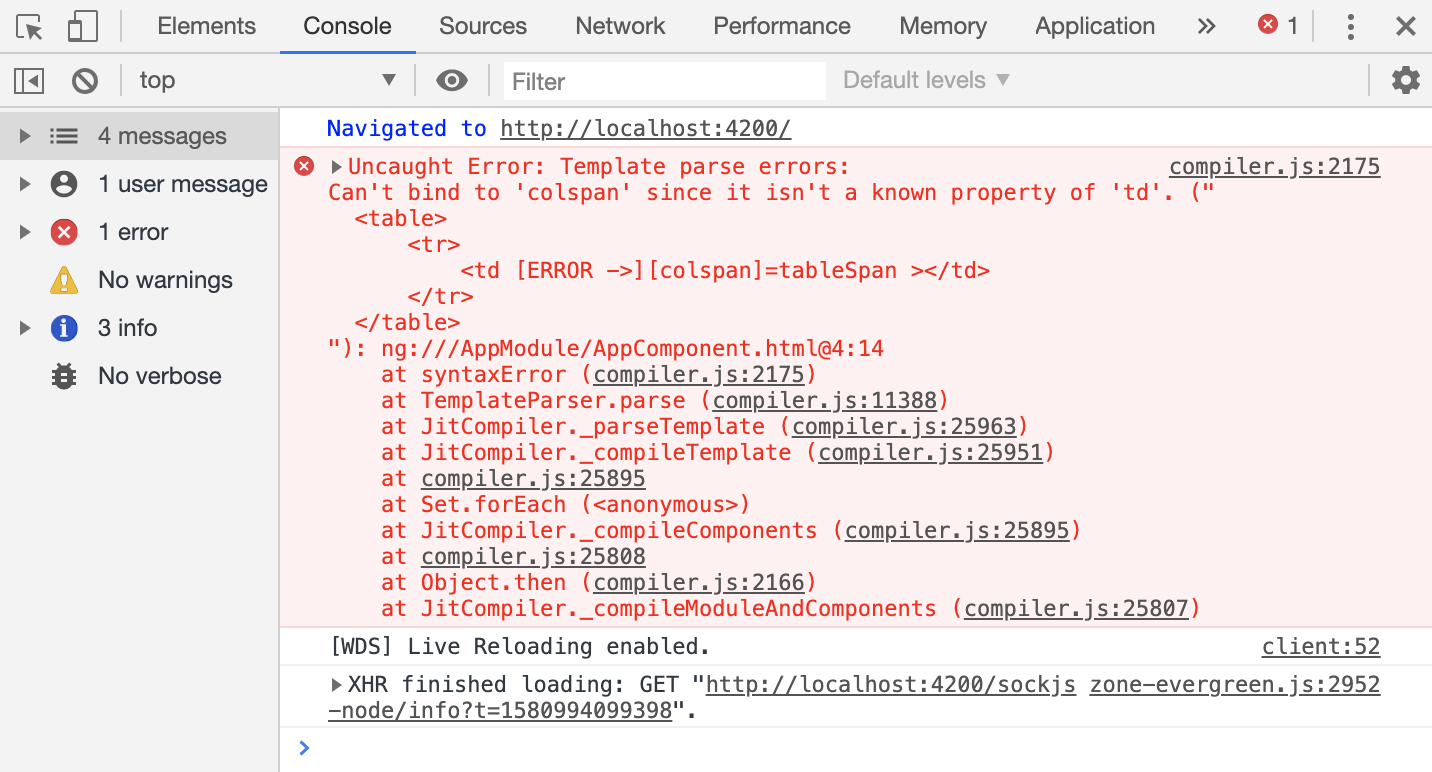 Elements Console Sources Network Performance Memory Application 1
top Filter Default levels
4 messages
1 user message
1 error
No warnings
3 info
No verbose
Navigated to http://localhost:4200/
Uncaught Error: Template parse errors: compiler.js:2175
Can't bind to 'colspan' since it isn't a known property of 'td'. ("
<table>
<tr>
<td [ERROR ->][colspan]=tableSpan ></td>
</tr>
</table>
"): ng:///AppModule/AppComponent.html@4:14
at syntaxError (compiler.js:2175)
at TemplateParser.parse (compiler.js:11388)
at JitCompiler._parseTemplate (compiler.js:25963)
at JitCompiler._compileTemplate (compiler.js:25951)
at compiler.js:25895
at Set.forEach (<anonymous>)
at JitCompiler._compileComponents (compiler.js:25895)
at compiler.js:25808
at Object.then (compiler.js:2166)
at JitCompiler._compileModuleAndComponents (compiler.js:25807)
[WDS] Live Reloading enabled. client:52
XHR finished loading: GET "http://localhost:4200/sockjs zone-evergreen.js:2952
-node/info?t=1580994099398".